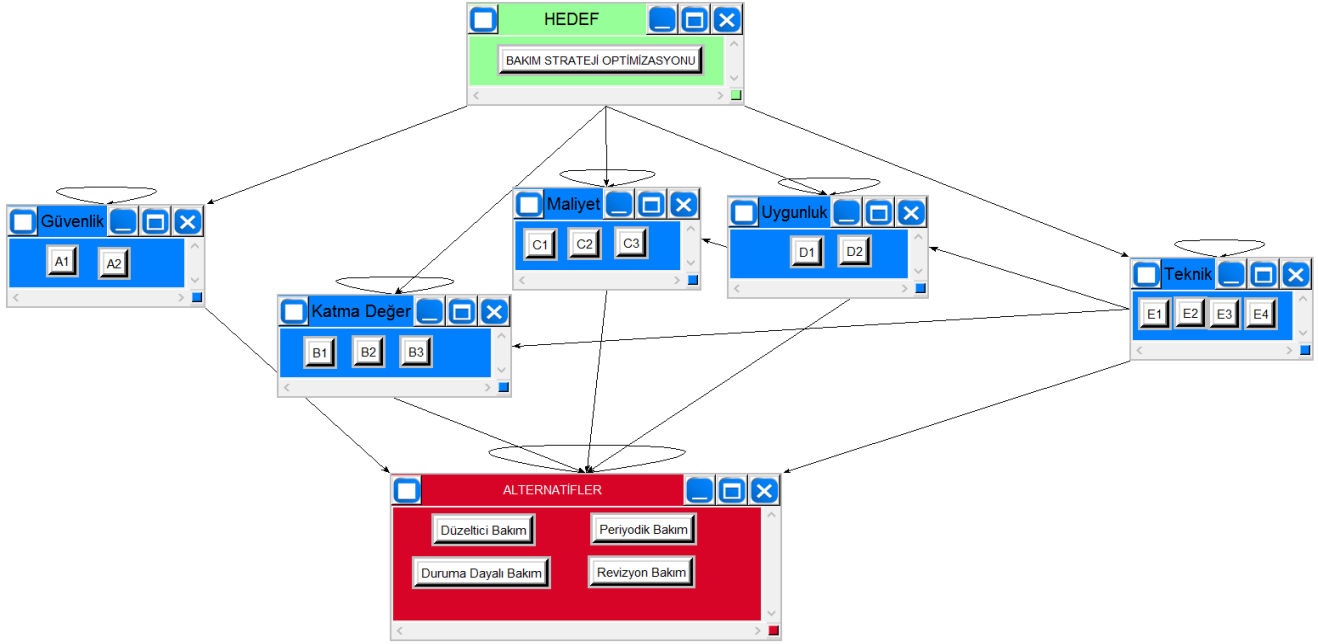 HEDEF
BAKIM STRATEJİ OPTİMİZASYONU
Güvenlik
A1 A2
Maliyet
C1 C2 C3
Uygunluk
D1 D2
Teknik
E1 E2 E3 E4
Katma Değer
B1 B2 B3
ALTERNATİFLER
Düzeltici Bakım Periyodik Bakım
Duruma Dayalı Bakım Revizyon Bakım